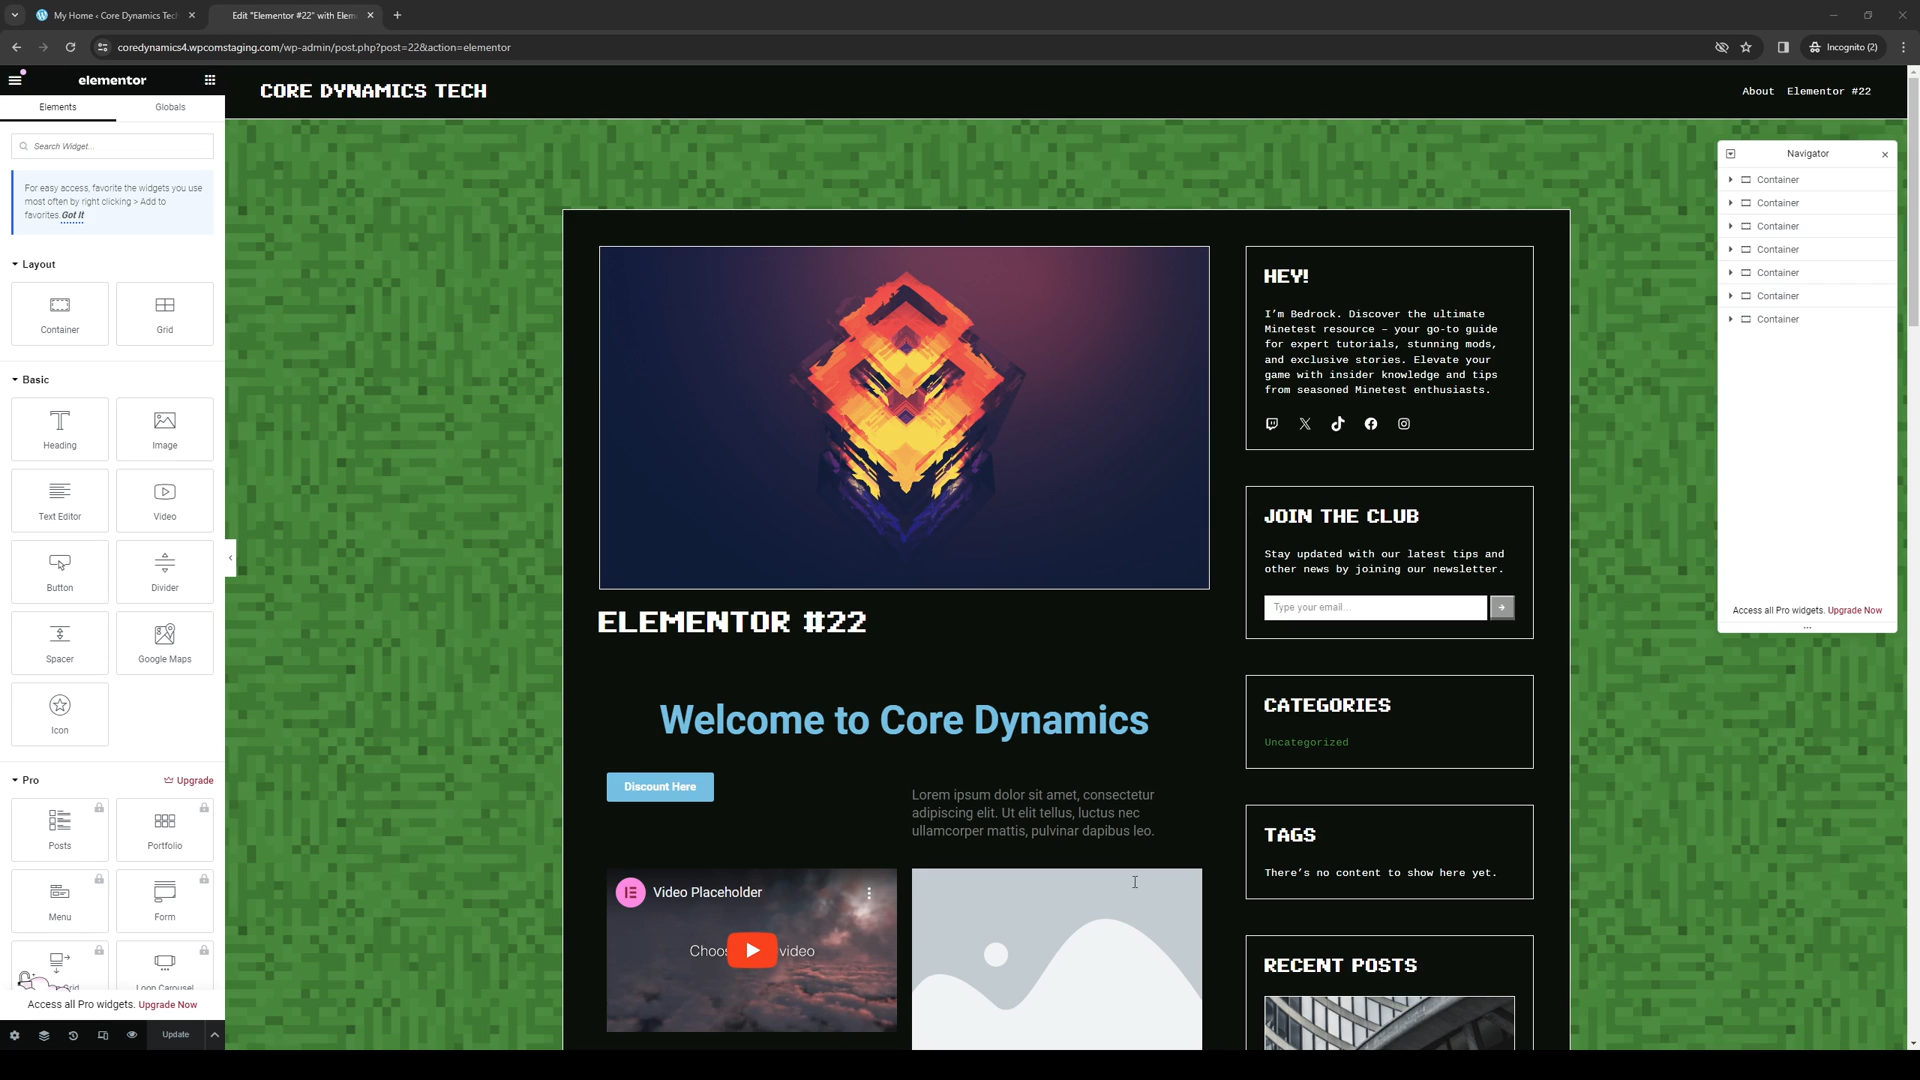 My Home ‹ Core Dynamics Tech
Edit "Elementor #22" with Elem
coredynamics4.wpcomstaging.com/wp-admin/post.php?post=22&action=elementor
Incognito (2)
elementor
Elements
Globals
Search Widget...
For easy access, favorite the widgets you use
most often by right clicking > Add to
favorites. Got It
Layout
Container
Grid
Basic
Heading
Image
Text Editor
Video
Button
Divider
Spacer
Google Maps
Icon
Pro
Upgrade
Posts
Portfolio
Menu
Form
Grid
Loop Carousel
Access all Pro widgets. Upgrade Now
Update
CORE DYNAMICS TECH
About
Elementor #22
ELEMENTOR #22
Welcome to Core Dynamics
Discount Here
Lorem ipsum dolor sit amet, consectetur
adipiscing elit. Ut elit tellus, luctus nec
ullamcorper mattis, pulvinar dapibus leo.
Video Placeholder
Choos
video
HEY!
I'm Bedrock. Discover the ultimate
Minetest resource – your go-to guide
for expert tutorials, stunning mods,
and exclusive stories. Elevate your
game with insider knowledge and tips
from seasoned Minetest enthusiasts.
JOIN THE CLUB
Stay updated with our latest tips and
other news by joining our newsletter.
Type your email...
CATEGORIES
Uncategorized
TAGS
There's no content to show here yet.
RECENT POSTS
Navigator
Container
Container
Container
Container
Container
Container
Container
Access all Pro widgets. Upgrade Now